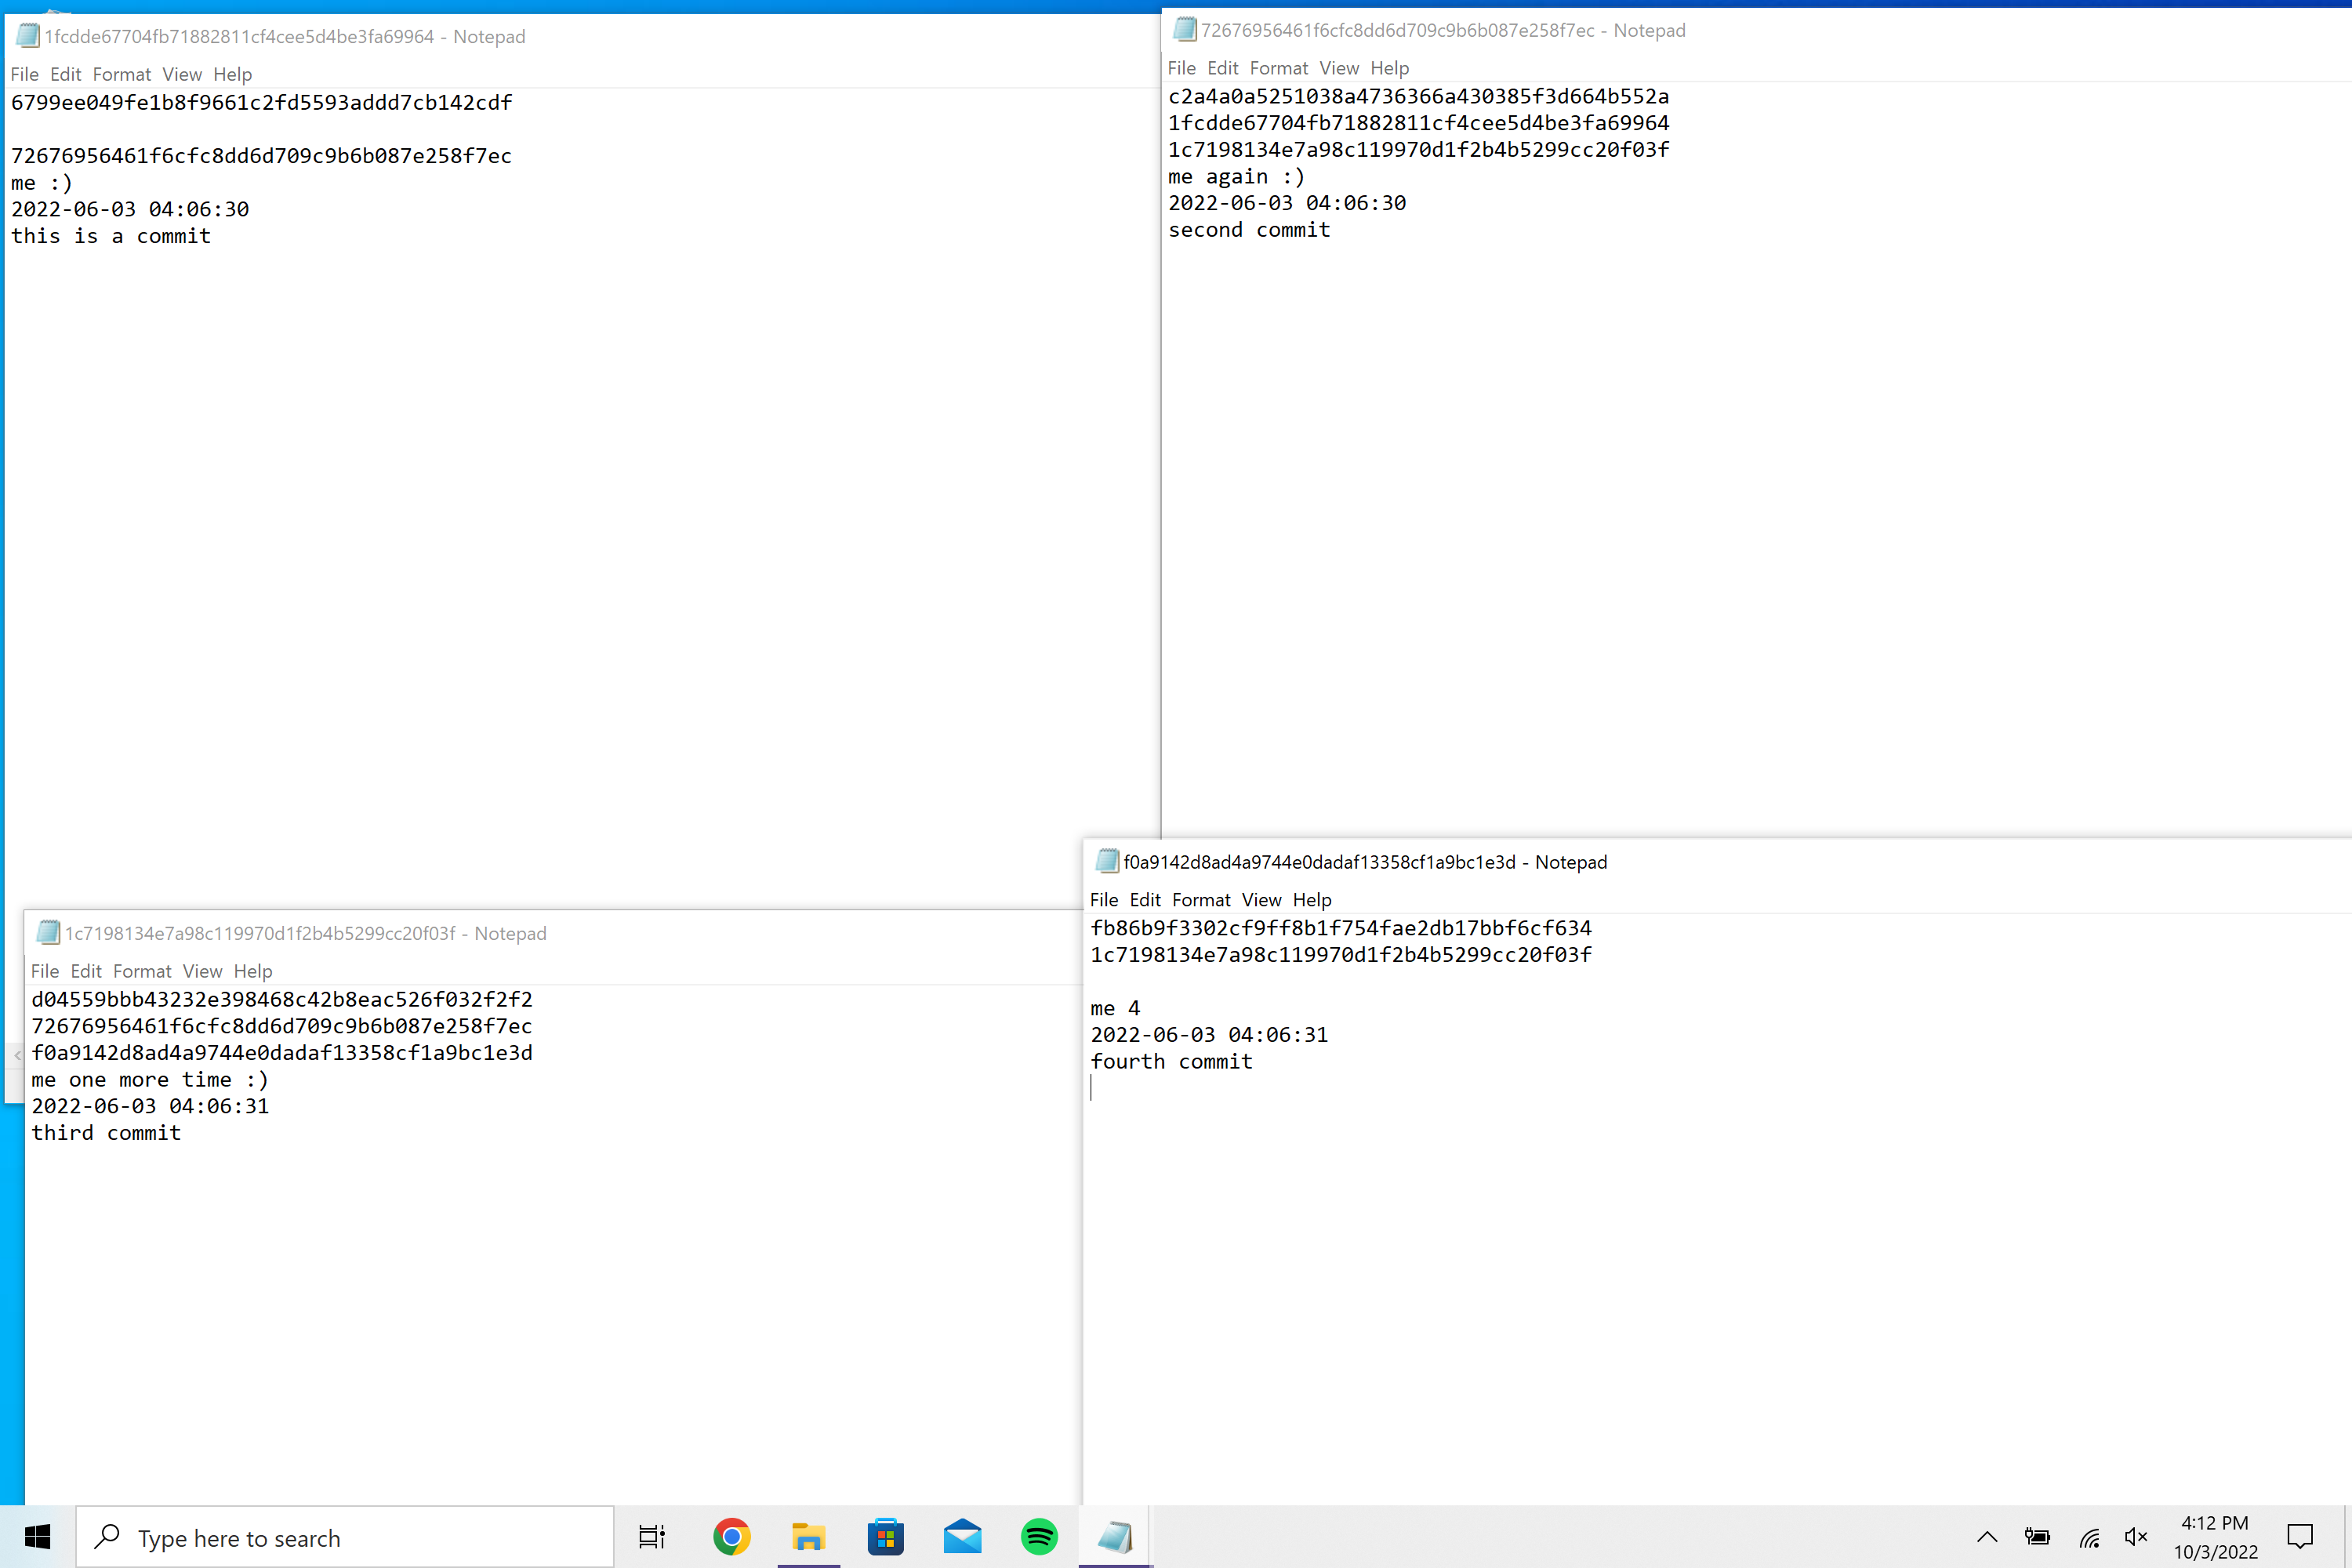 1fcdde67704fb71882811cf4cee5d4be3fa69964 - Notepad
File Edit Format View Help
6799ee049fe1b8f9661c2fd5593addd7cb142cdf
72676956461f6cfc8dd6d709c9b6b087e258f7ec
me :)
2022-06-03 04:06:30
this is a commit
72676956461f6cfc8dd6d709c9b6b087e258f7ec - Notepad
File Edit Format View Help
c2a4a0a5251038a4736366a430385f3d664b552a
1fcdde67704fb71882811cf4cee5d4be3fa69964
1c7198134e7a98c119970d1f2b4b5299cc20f03f
me again :)
2022-06-03 04:06:30
second commit
1c7198134e7a98c119970d1f2b4b5299cc20f03f - Notepad
File Edit Format View Help
d04559bbb43232e398468c42b8eac526f032f2f2
72676956461f6cfc8dd6d709c9b6b087e258f7ec
f0a9142d8ad4a9744e0dadaf13358cf1a9bc1e3d
me one more time :)
2022-06-03 04:06:31
third commit
f0a9142d8ad4a9744e0dadaf13358cf1a9bc1e3d - Notepad
File Edit Format View Help
fb86b9f3302cf9ff8b1f754fae2db17bbf6cf634
1c7198134e7a98c119970d1f2b4b5299cc20f03f
me 4
2022-06-03 04:06:31
fourth commit
Type here to search
4:12 PM
10/3/2022